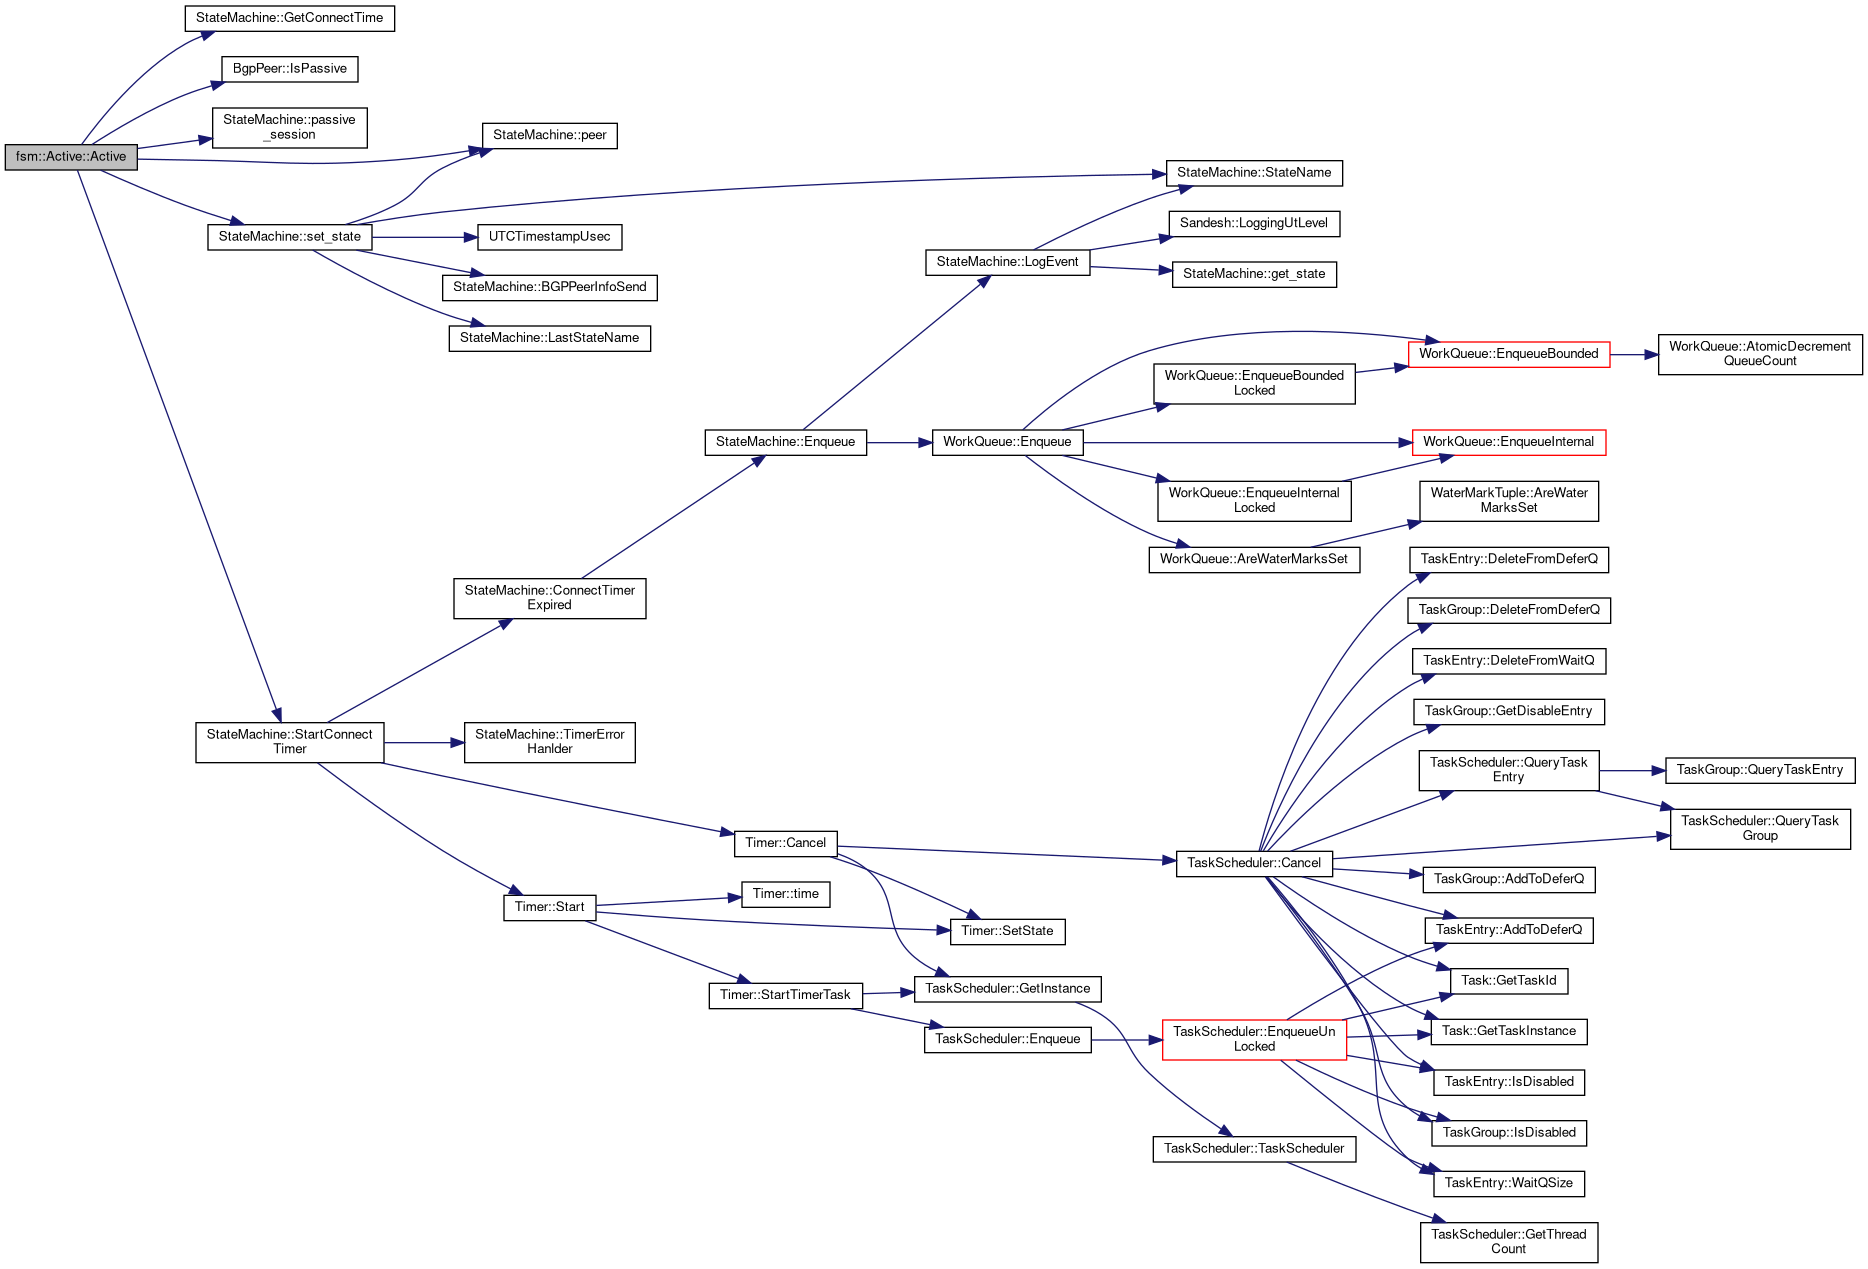 StateMachine::GetConnectTime
BgpPeer::IsPassive
StateMachine::passive
_session
fsm::Active::Active
StateMachine::peer
StateMachine::set_state
UTCTimestampUsec
StateMachine::BGPPeerInfoSend
StateMachine::LastStateName
StateMachine::StateName
Sandesh::LoggingUtLevel
StateMachine::LogEvent
StateMachine::get_state
WorkQueue::EnqueueBounded
WorkQueue::AtomicDecrement
QueueCount
WorkQueue::EnqueueBounded
Locked
StateMachine::Enqueue
WorkQueue::Enqueue
WorkQueue::EnqueueInternal
WorkQueue::EnqueueInternal
Locked
WaterMarkTuple::AreWater
MarksSet
WorkQueue::AreWaterMarksSet
TaskEntry::DeleteFromDeferQ
StateMachine::ConnectTimer
Expired
TaskGroup::DeleteFromDeferQ
TaskEntry::DeleteFromWaitQ
TaskGroup::GetDisableEntry
StateMachine::StartConnect
Timer
StateMachine::TimerError
Hanlder
TaskScheduler::QueryTask
Entry
TaskGroup::QueryTaskEntry
TaskScheduler::QueryTask
Group
Timer::Cancel
TaskScheduler::Cancel
TaskGroup::AddToDeferQ
Timer::Start
Timer::time
Timer::SetState
TaskEntry::AddToDeferQ
Task::GetTaskId
Timer::StartTimerTask
TaskScheduler::GetInstance
TaskScheduler::Enqueue
TaskScheduler::EnqueueUn
Locked
Task::GetTaskInstance
TaskEntry::IsDisabled
TaskGroup::IsDisabled
TaskScheduler::TaskScheduler
TaskEntry::WaitQSize
TaskScheduler::GetThread
Count